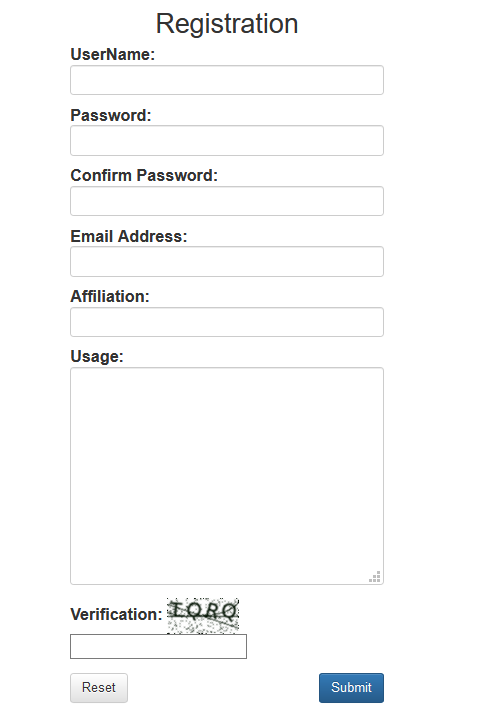 Registration
UserName:
Password:
Confirm Password:
Email Address:
Affiliation:
Usage:
Verification:
Reset Submit